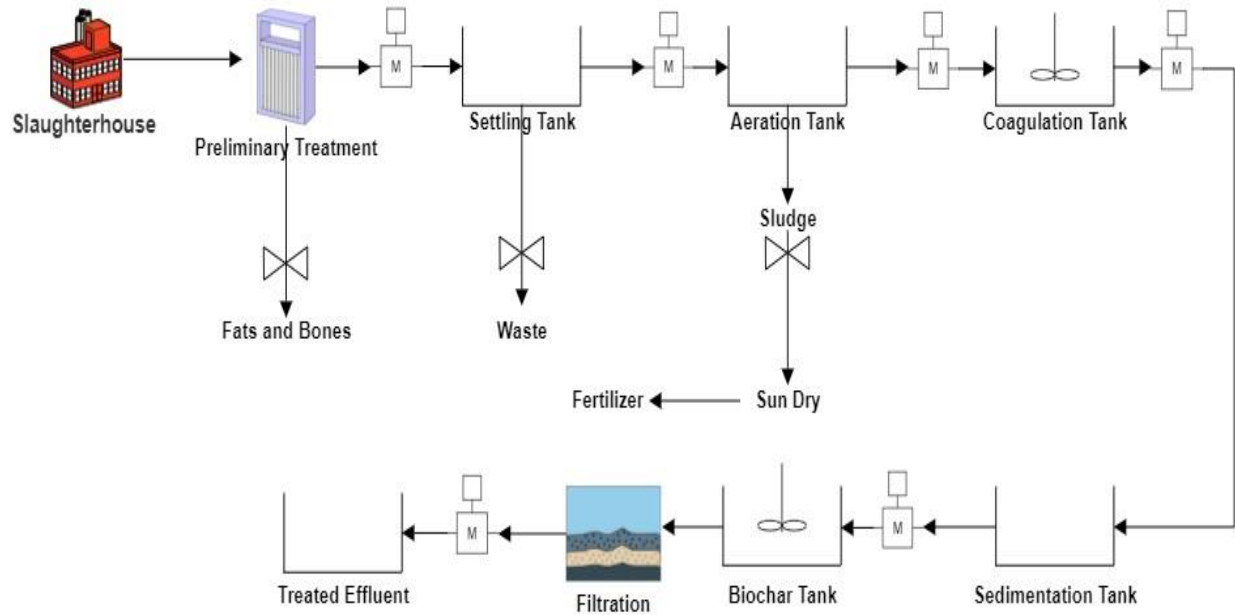 M
M
M
M
Slaughterhouse
Preliminary Treatment
Settling Tank
Aeration Tank
Coagulation Tank
Sludge
Fats and Bones
Waste
Fertilizer
Sun Dry
M
M
Treated Effluent
Filtration
Biochar Tank
Sedimentation Tank